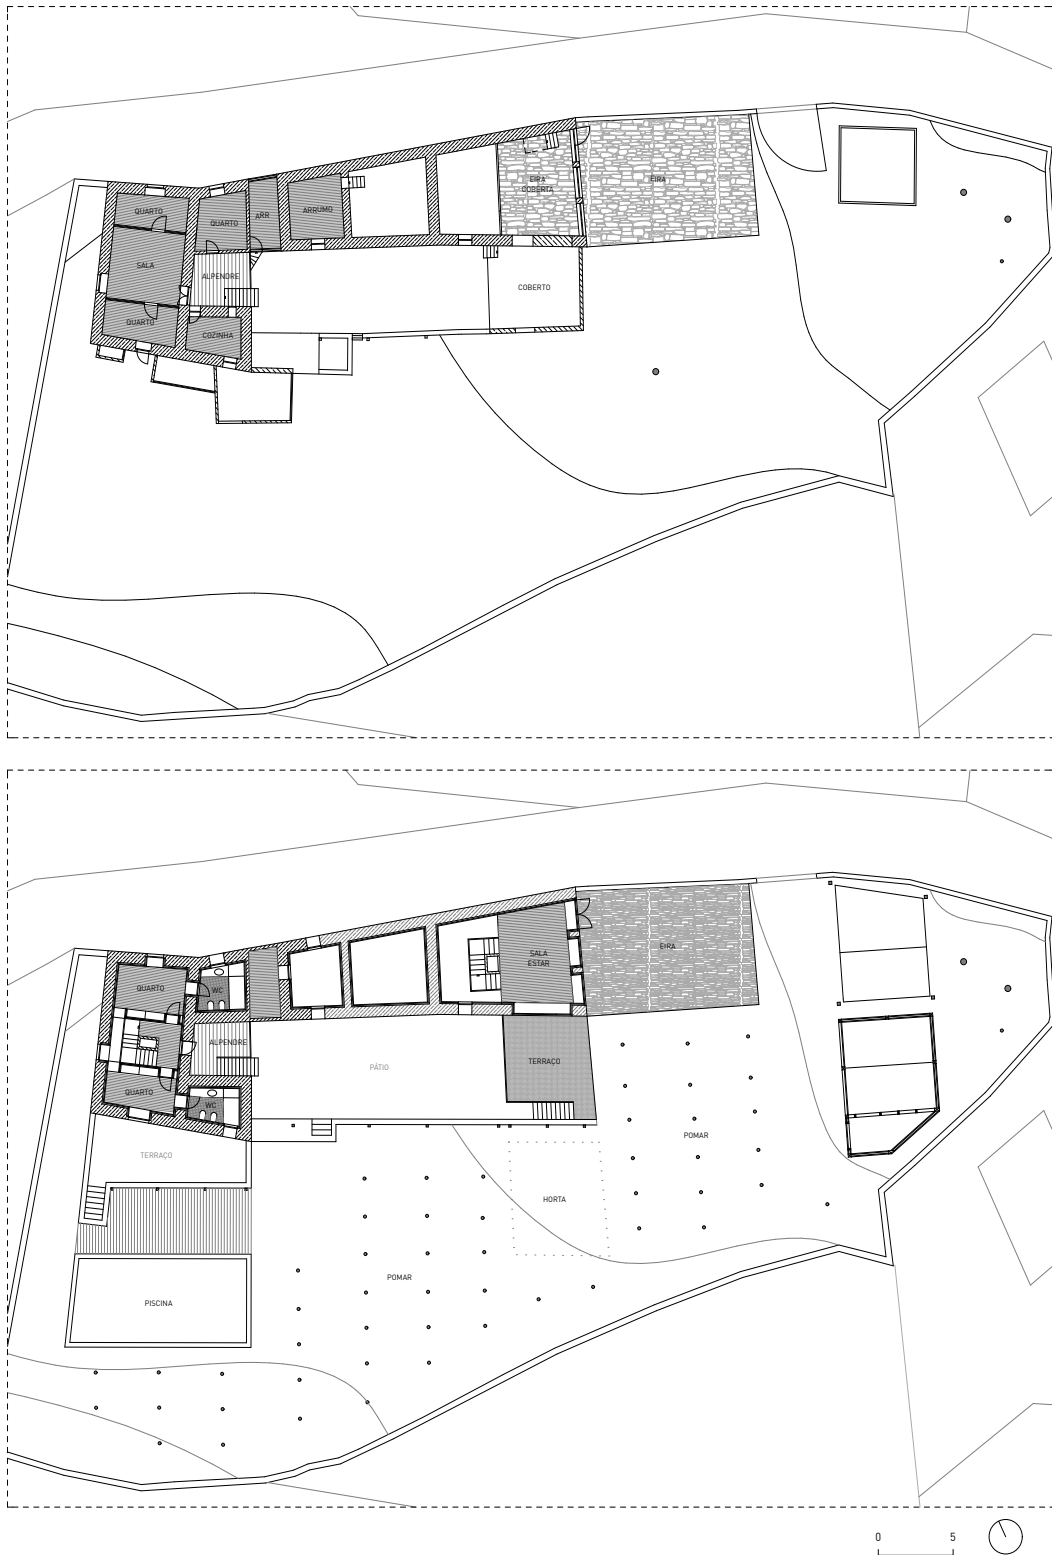 QUARTO
QUARTO
ARR
ARRUMO
EIRA
COBERTA
EIRA
SALA
ALPENDRE
COBERTO
QUARTO
COZINHA
SALA
ESTAR
EIRA
QUARTO
WC
ALPENDRE
PÁTIO
TERRAÇO
QUARTO
WC
POMAR
TERRAÇO
HORTA
POMAR
PISCINA
0 5